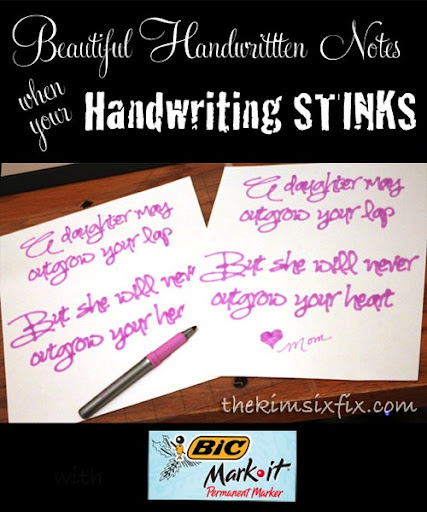 Beautiful Handwrittten Notes
when
your
Handwriting STINKS
A daughter may
outgrow your lap
But she will never
outgrow your hea
A daughter may
outgrow your lap
But she will never
outgrow your heart
Mom
thekimsixfix.com
with
BIC
Mark-it
Permanent Marker